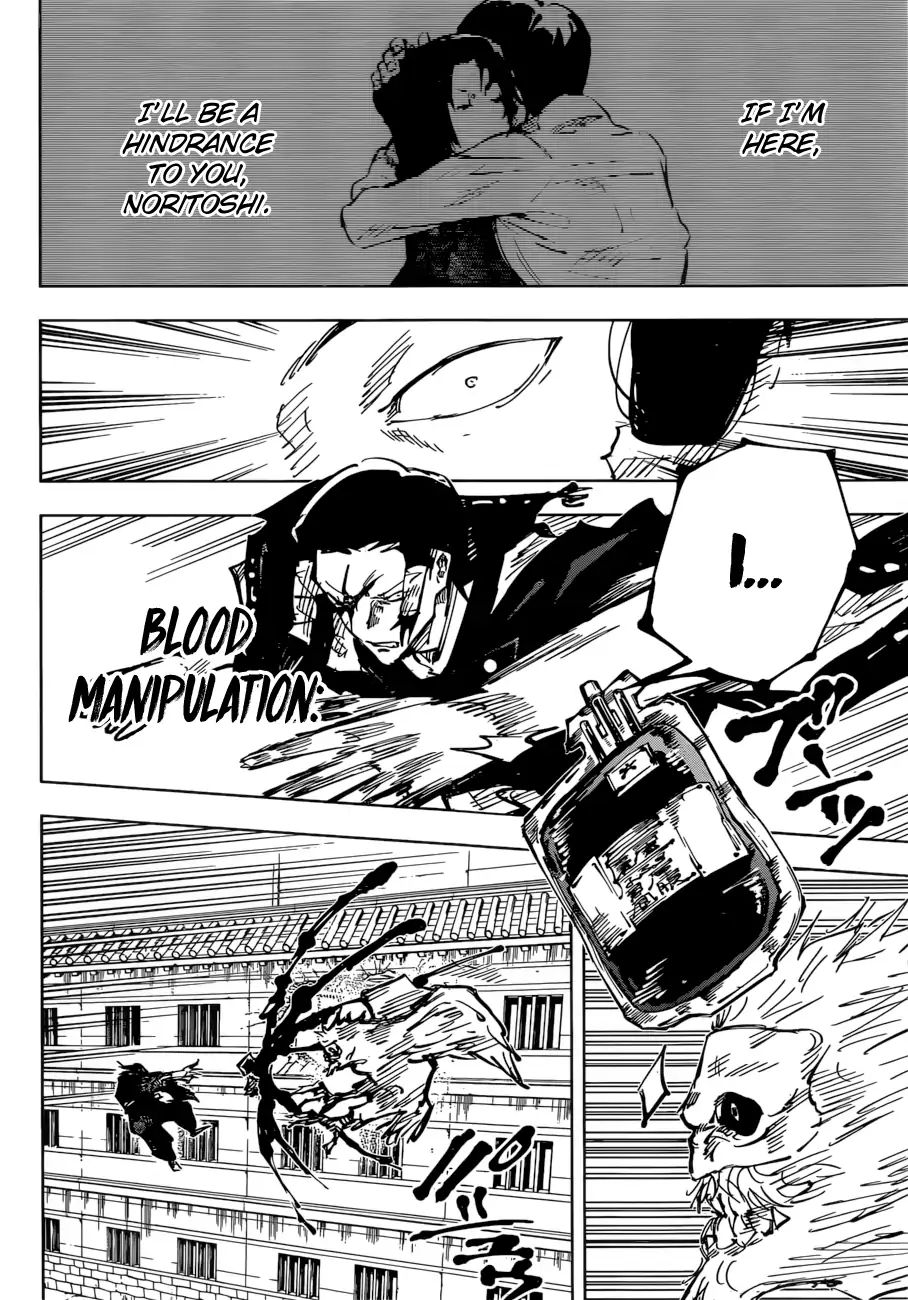 IF I'M
HERE,
I'LL BE A
HINDRANCE
TO YOU,
NORITOSHI.
I...
BLOOD
MANIPULATION: